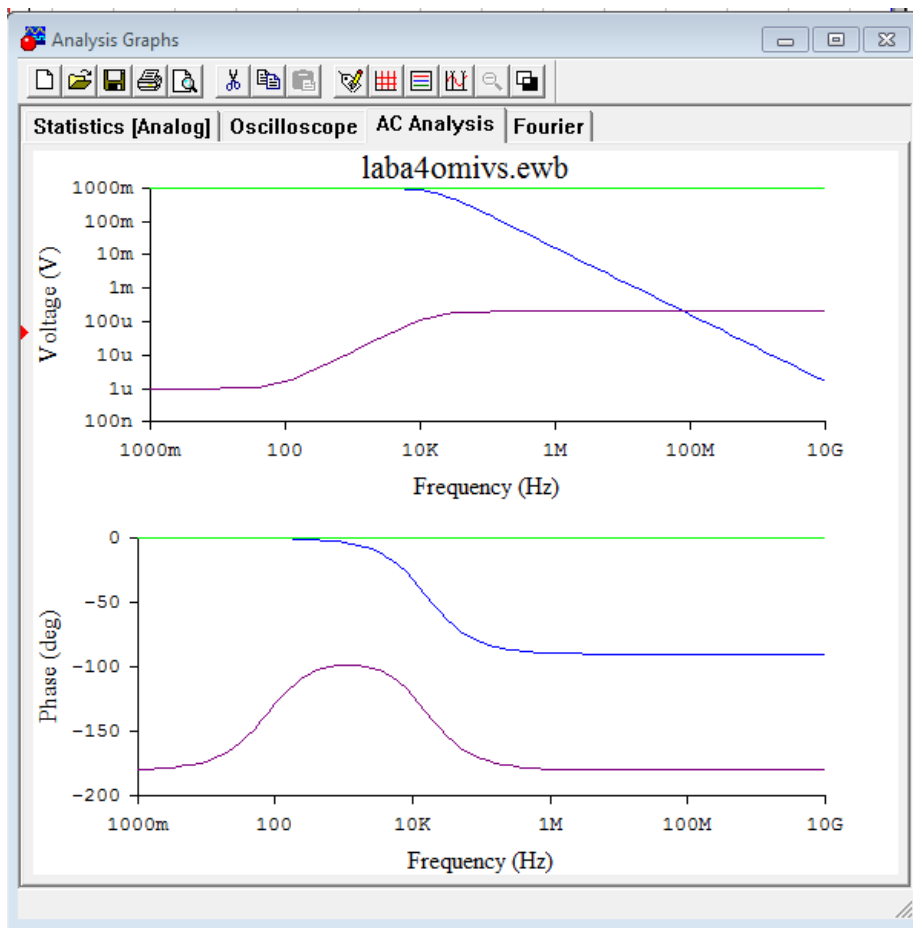 Analysis Graphs
Statistics [Analog] Oscilloscope AC Analysis Fourier
laba4omivs.ewb
Voltage (V)
1000m
100m
10m
1m
100u
10u
1u
100n
1000m 100 10K 1M 100M 10G
Frequency (Hz)
Phase (deg)
0
-50
-100
-150
-200
1000m 100 10K 1M 100M 10G
Frequency (Hz)